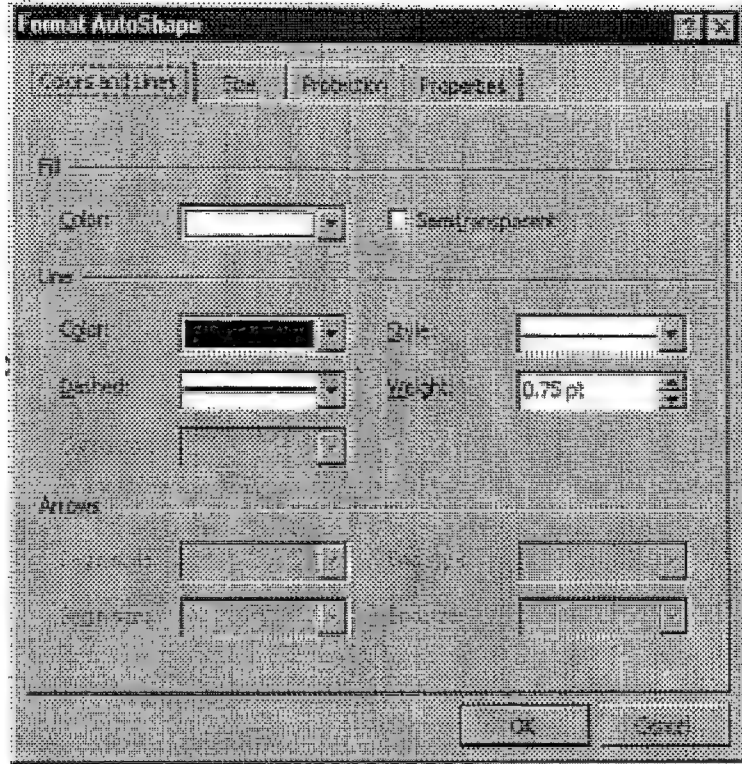 Format AutoShape
Colors and Lines Size Protection Properties
Fill
Color: Semitransparent
Line
Color: Style:
Dashed: Weight: 0.75 pt
Arrows
OK Cancel